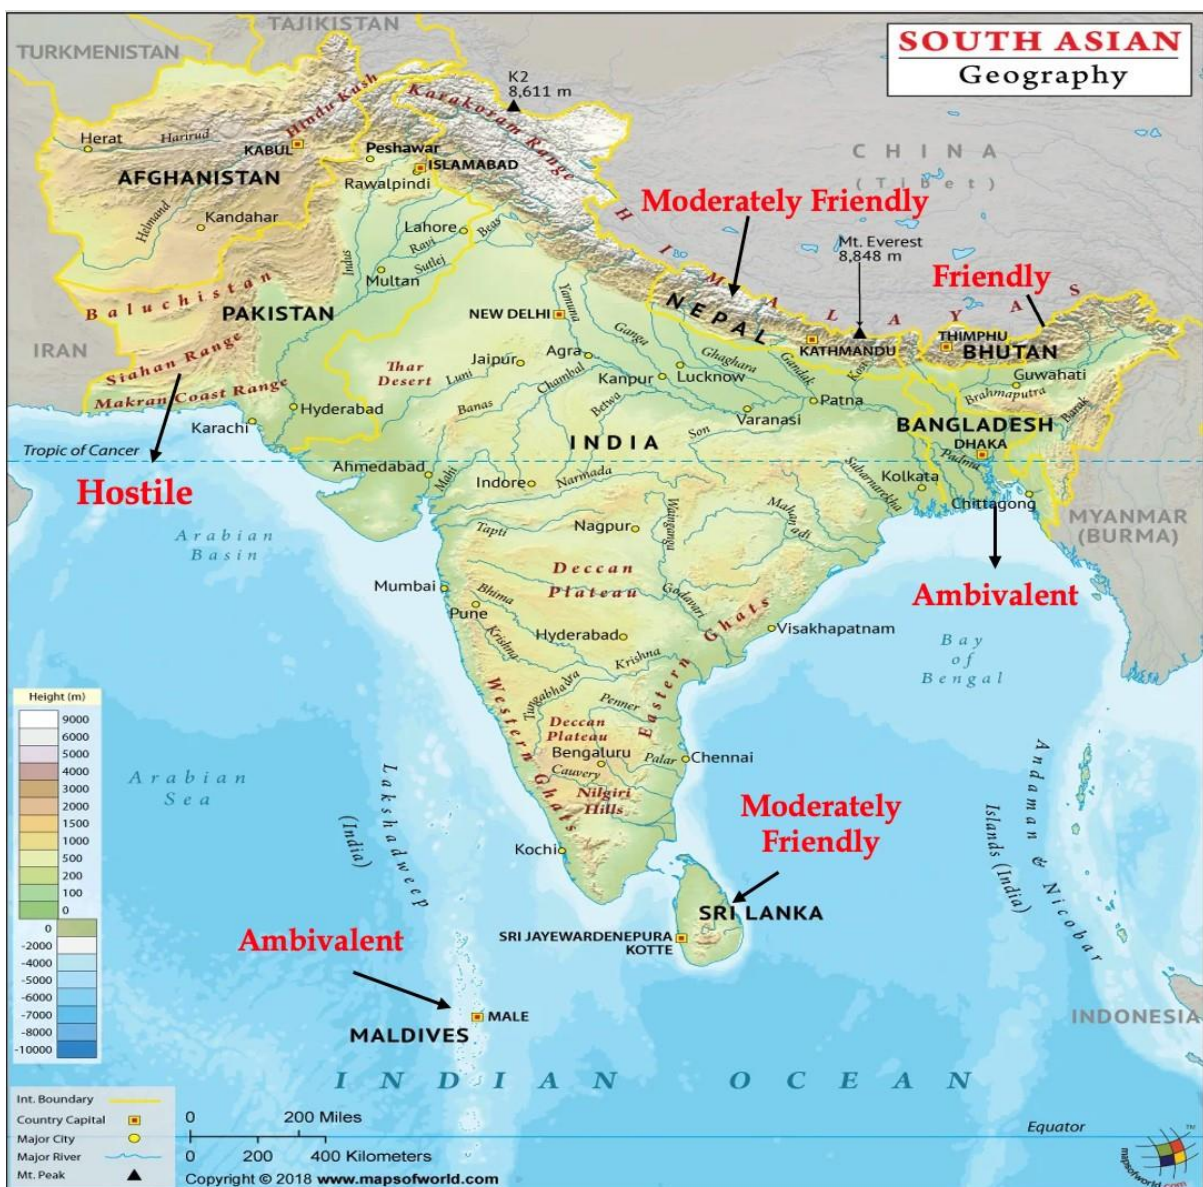 SOUTH ASIAN
Geography
TAJIKISTAN
TURKMENISTAN
K2
8,611 m
Hindu Kush
Karakoram Range
Herat
Harirud
KABUL
Peshawar
ISLAMABAD
Rawalpindi
AFGHANISTAN
CHINA
(Tibet)
Moderately Friendly
Helmand
Kandahar
Lahore
Beas
Ravi
Sutlej
Indus
Multan
HIMALAYAS
Mt. Everest
8,848 m
Friendly
Baluchistan
PAKISTAN
NEW DELHI
Yamuna
NEPAL
KATHMANDU
THIMPHU
BHUTAN
IRAN
Siahan Range
Makran Coast Range
Thar
Desert
Jaipur
Agra
Luni
Chambal
Banas
Betwa
Ganga
Ghaghara
Gandak
Kosi
Kanpur
Lucknow
Guwahati
Brahmaputra
Barak
Hyderabad
Karachi
Varanasi
Patna
Son
INDIA
BANGLADESH
DHAKA
Padma
Tropic of Cancer
Ahmedabad
Mahi
Indore
Narmada
Subarnarekha
Kolkata
Chittagong
Hostile
MYANMAR
(BURMA)
Arabian
Basin
Tapti
Nagpur
Wainganga
Mahanadi
Deccan
Plateau
Ambivalent
Mumbai
Pune
Bhima
Godavari
Hyderabad
Krishna
Krishna
Visakhapatnam
Eastern Ghats
Western Ghats
Bay
of
Bengal
Tungabhadra
Penner
Deccan
Plateau
Bengaluru
Palar
Chennai
Cauvery
Nilgiri
Hills
Kochi
Arabian
Sea
Lakshadweep
(India)
Andaman & Nicobar
Islands (India)
Moderately
Friendly
SRI LANKA
SRI JAYEWARDENEPURA
KOTTE
Ambivalent
MALE
MALDIVES
INDONESIA
INDIAN OCEAN
Equator
Height (m)
9000
6000
5000
4000
3000
2000
1500
1000
500
200
100
0
0
-2000
-4000
-5000
-6000
-7000
-8000
-10000
Int. Boundary
Country Capital
Major City
Major River
Mt. Peak
0 200 Miles
0 200 400 Kilometers
Copyright © 2018 www.mapsofworld.com
mapsofworld.com
TM